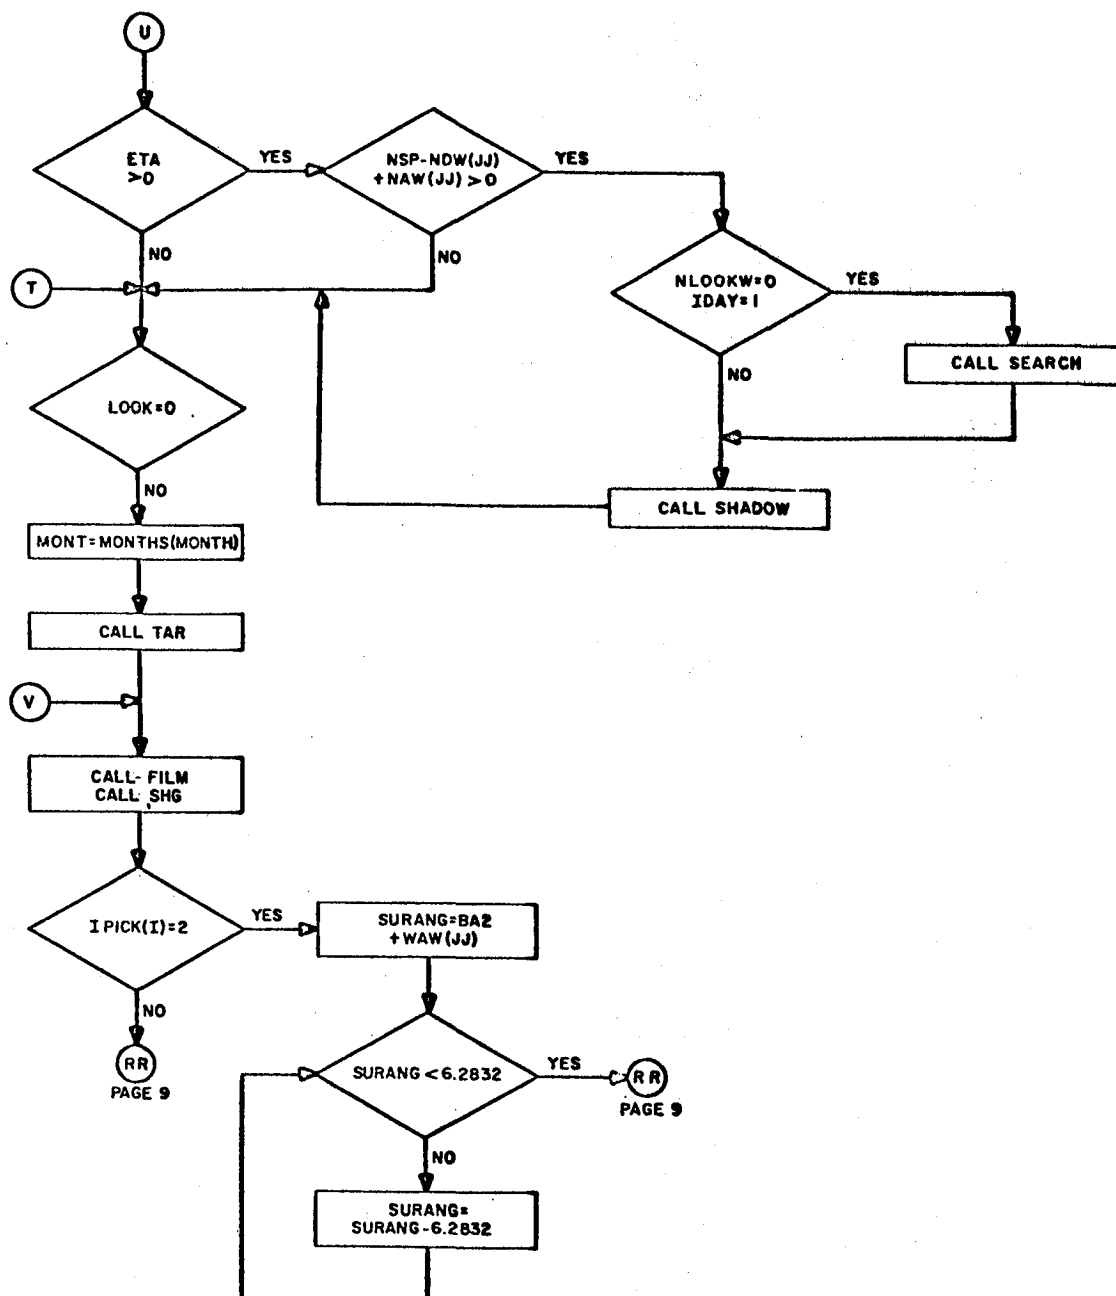 U
ETA
>0
YES
NSP-NDW(JJ)
+NAW(JJ)>0
YES
NO
NO
NLOOKW=0
IDAY=1
YES
T
CALL SEARCH
NO
LOOK=0
NO
CALL SHADOW
MONT=MONTHS(MONTH)
CALL TAR
V
CALL-FILM
CALL SHG
IPICK(I)=2
YES
SURANG=BA2
+WAW(JJ)
NO
RR
PAGE 9
SURANG<6.2832
YES
RR
PAGE 9
NO
SURANG=
SURANG-6.2832